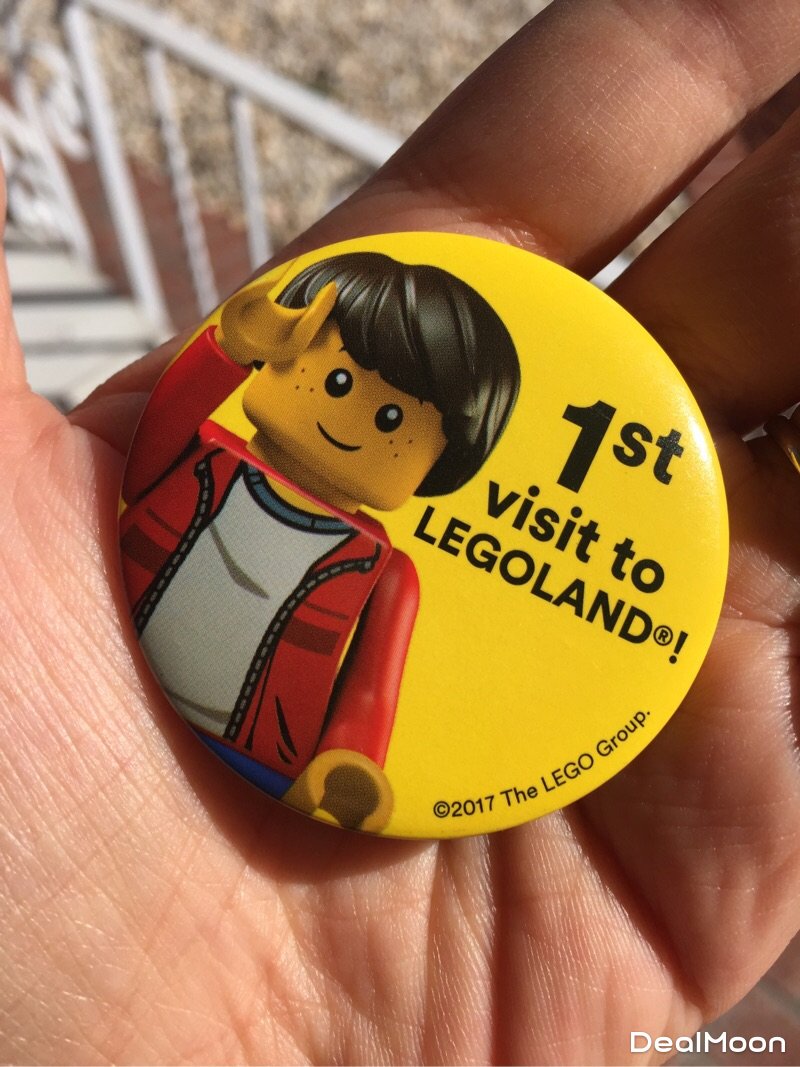 1st
visit to
LEGOLAND®!
©2017 The LEGO Group.
DealMoon